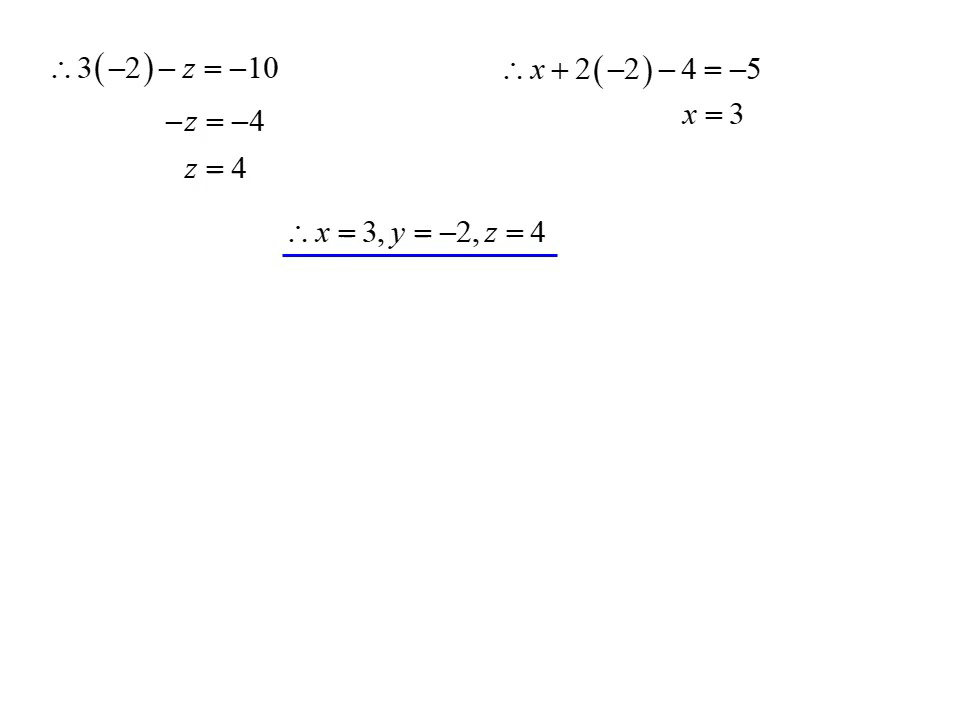 ∴ 3(−2) − z = −10
−z = −4
z = 4
∴ x + 2(−2) − 4 = −5
x = 3
∴ x = 3, y = −2, z = 4